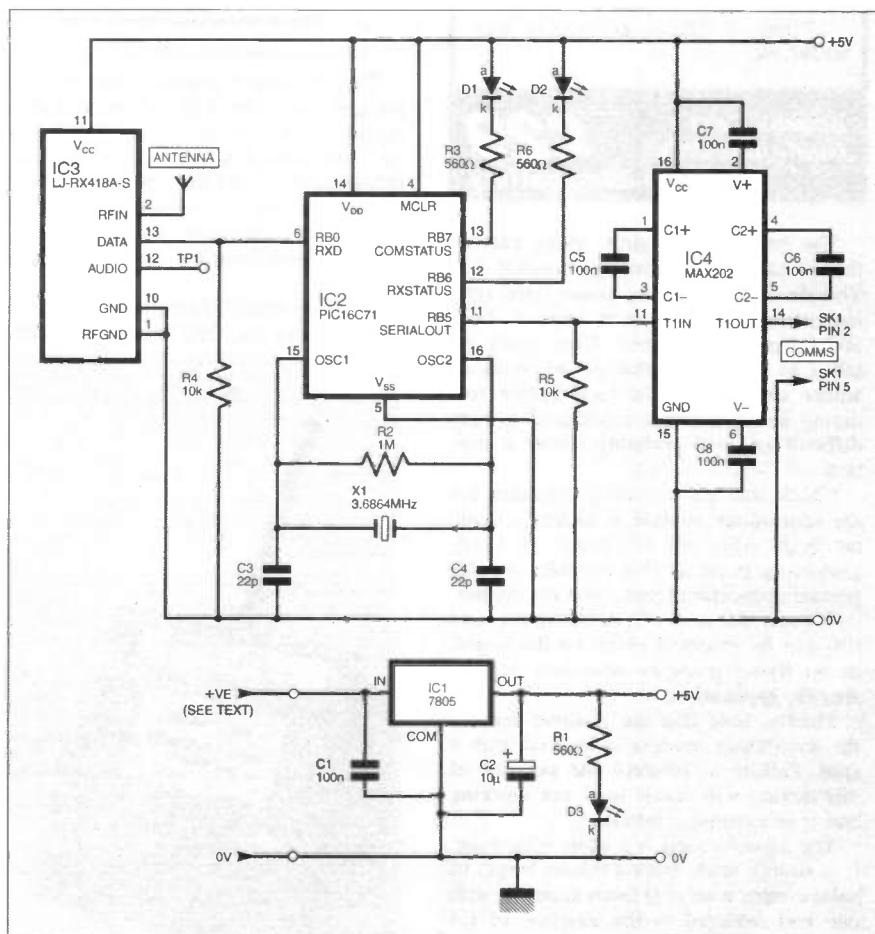 +5V
11
VCC
IC3
LJ-RX418A-S
ANTENNA
2
RFIN
DATA
13
AUDIO
12
TP1
GND
10
RFGND
1
R4
10k
14
4
VDD
MCLR
6
RB0
RXD
RB7
COMSTATUS
13
RB6
RXSTATUS
12
RB5
SERIALOUT
11
IC2
PIC16C71
15
OSC1
OSC2
16
VSS
5
R2
1M
X1
3.6864MHz
C3
22p
C4
22p
a
D1
k
a
D2
k
R3
560Ω
R6
560Ω
R5
10k
C7
100n
16
2
VCC
V+
1
C1+
C2+
4
C5
100n
IC4
MAX202
C6
100n
3
C1−
C2−
5
11
T1IN
T1OUT
14
SK1
PIN 2
COMMS
SK1
PIN 5
GND
V−
15
6
C8
100n
0V
+VE
(SEE TEXT)
IN
IC1
7805
OUT
COM
+5V
C1
100n
+
C2
10μ
R1
560Ω
a
D3
k
0V
0V